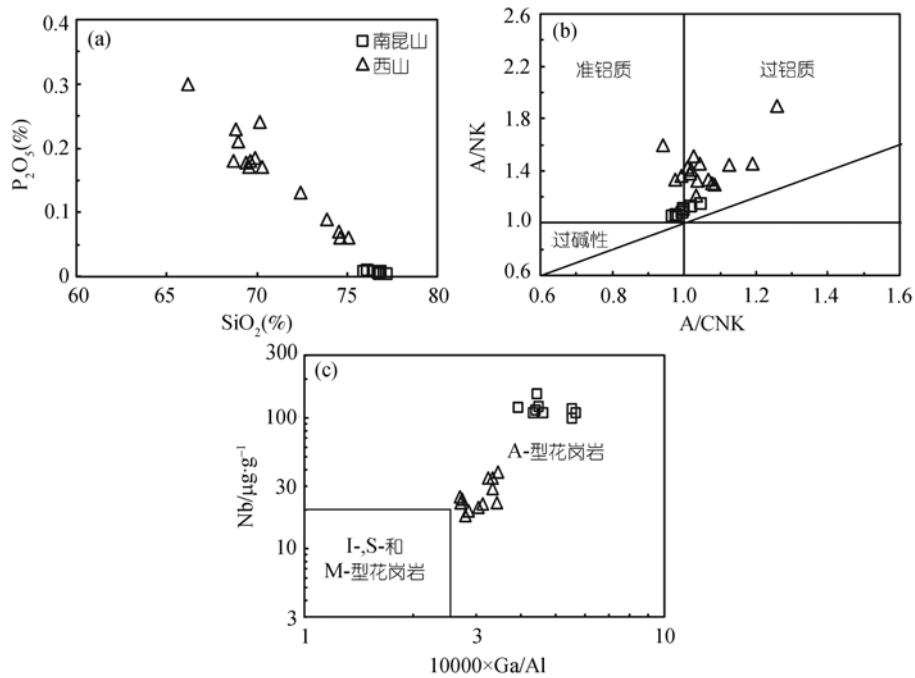 (a)
南昆山
西山
0.4
0.3
0.2
0.1
0
P₂O₅(%)
60
65
70
75
80
SiO₂(%)
(b)
准铝质
过铝质
过碱性
2.6
2.2
1.8
1.4
1.0
0.6
A/NK
0.6
0.8
1.0
1.2
1.4
1.6
A/CNK
(c)
A-型花岗岩
I-,S-和
M-型花岗岩
300
100
30
10
3
Nb/μg·g⁻¹
1
3
10
10000×Ga/Al